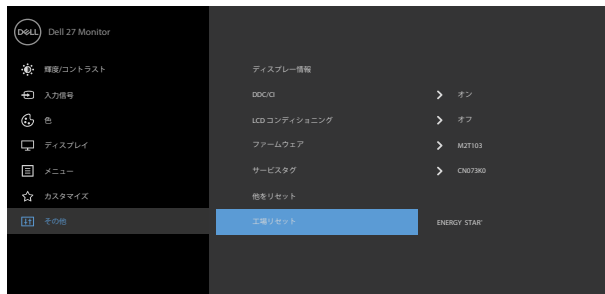 DELL Dell 27 Monitor
輝度/コントラスト
入力信号
色
ディスプレイ
メニュー
カスタマイズ
その他
ディスプレー情報
DDC/CI オン
LCD コンディショニング オフ
ファームウェア M2T103
サービスタグ CN073K0
他をリセット
工場リセット ENERGY STAR'